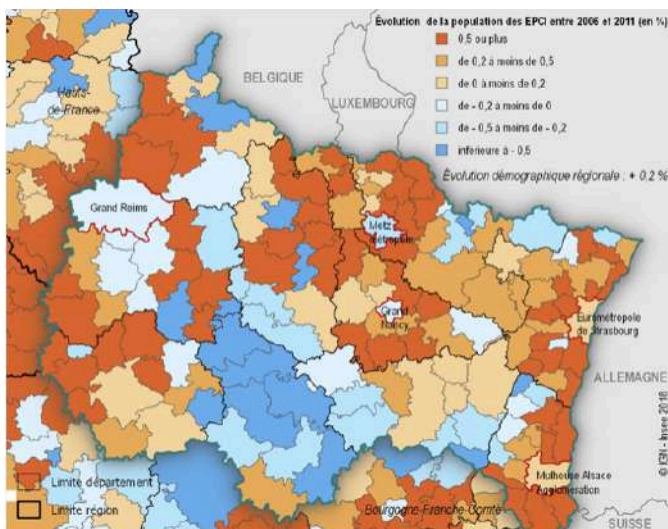 Évolution de la population des EPCI entre 2006 et 2011 (en %)
0,5 ou plus
de 0,2 à moins de 0,5
de 0 à moins de 0,2
de - 0,2 à moins de 0
de - 0,5 à moins de - 0,2
inférieure à - 0,5
Évolution démographique régionale : + 0,2 %
BELGIQUE
LUXEMBOURG
Hauts-
de-France
Grand Reims
Metz
Métropole
Grand
Nancy
Eurométropole
de Strasbourg
ALLEMAGNE
© IGN - Insee 2018
Mulhouse Alsace
Agglomération
Limite département
Limite région
Bourgogne-Franche-Comté
SUISSE